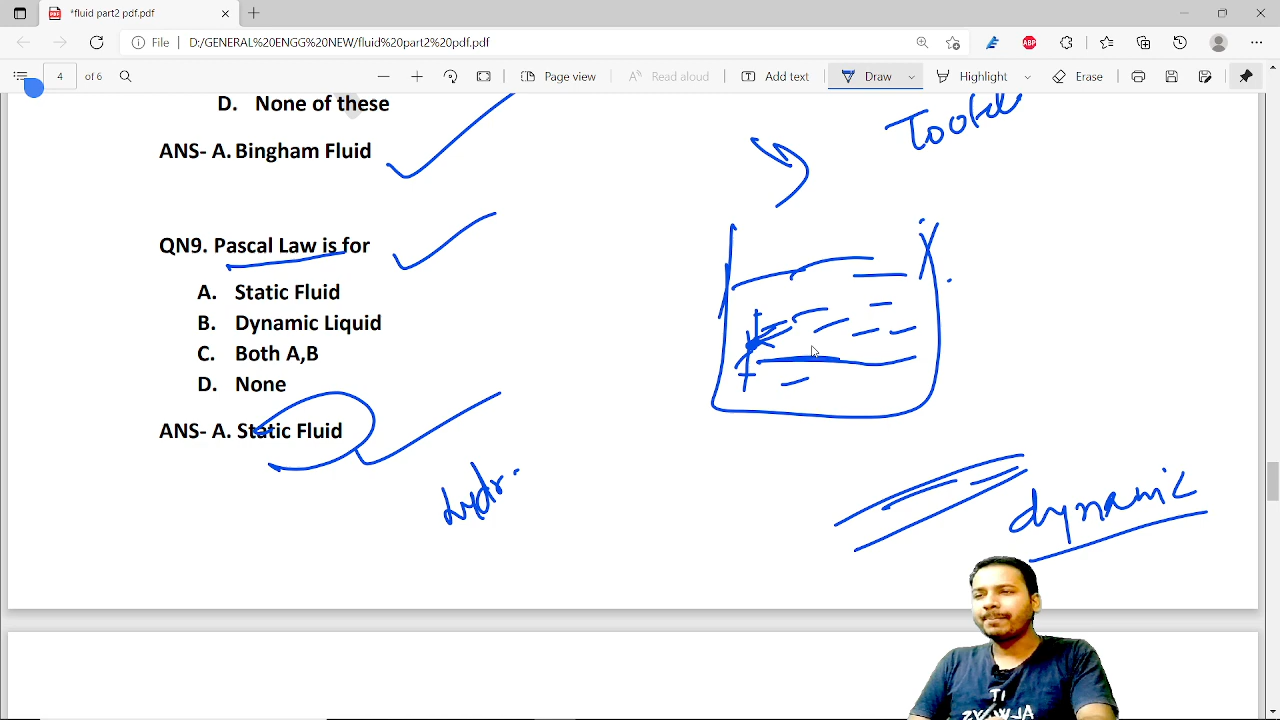 *fluid part2 pdf.pdf
File | D:/GENERAL%20ENGG%20NEW/fluid%20part2%20pdf.pdf
4 of 6
Page view
Read aloud
Add text
Draw
Highlight
Erase
D. None of these
ANS- A. Bingham Fluid
QN9. Pascal Law is for
A. Static Fluid
B. Dynamic Liquid
C. Both A,B
D. None
ANS- A. Static Fluid
dynamic